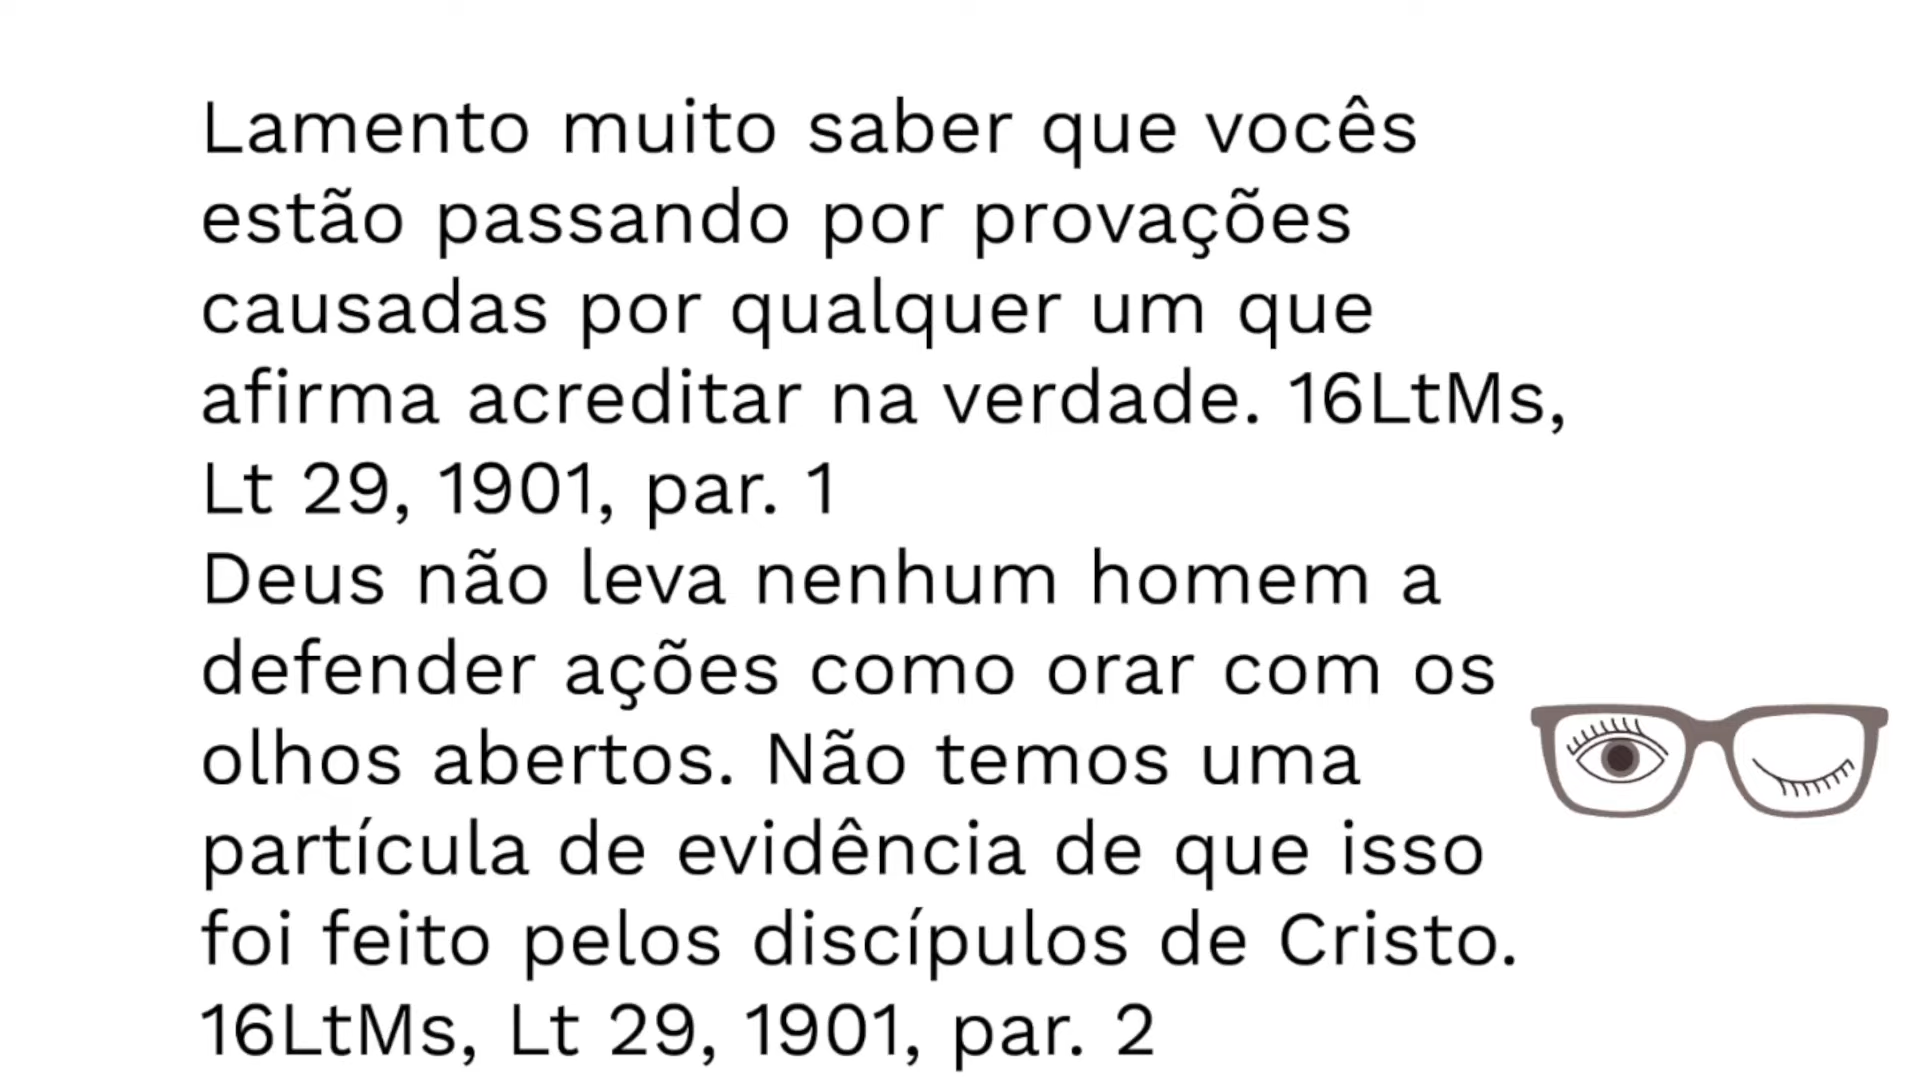 Lamento muito saber que vocês
estão passando por provações
causadas por qualquer um que
afirma acreditar na verdade. 16LtMs,
Lt 29, 1901, par. 1
Deus não leva nenhum homem a
defender ações como orar com os
olhos abertos. Não temos uma
partícula de evidência de que isso
foi feito pelos discípulos de Cristo.
16LtMs, Lt 29, 1901, par. 2